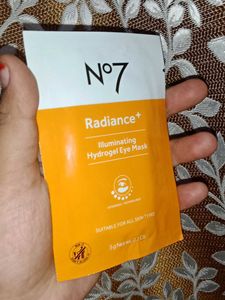 No7
Radiance+
Illuminating
Hydrogel Eye Mask
SUITABLE FOR ALL SKIN TYPES